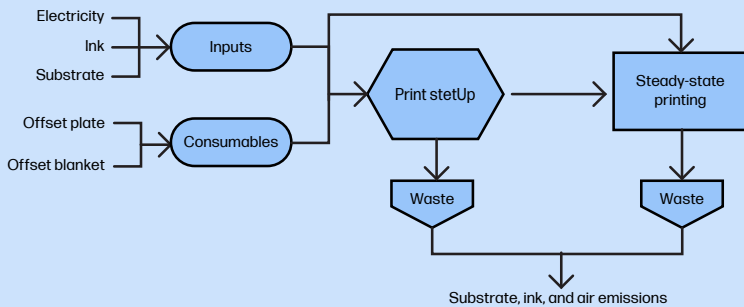 Electricity
Ink
Substrate
Inputs
Offset plate
Offset blanket
Consumables
Print stetUp
Steady-state
printing
Waste
Waste
Substrate, ink, and air emissions